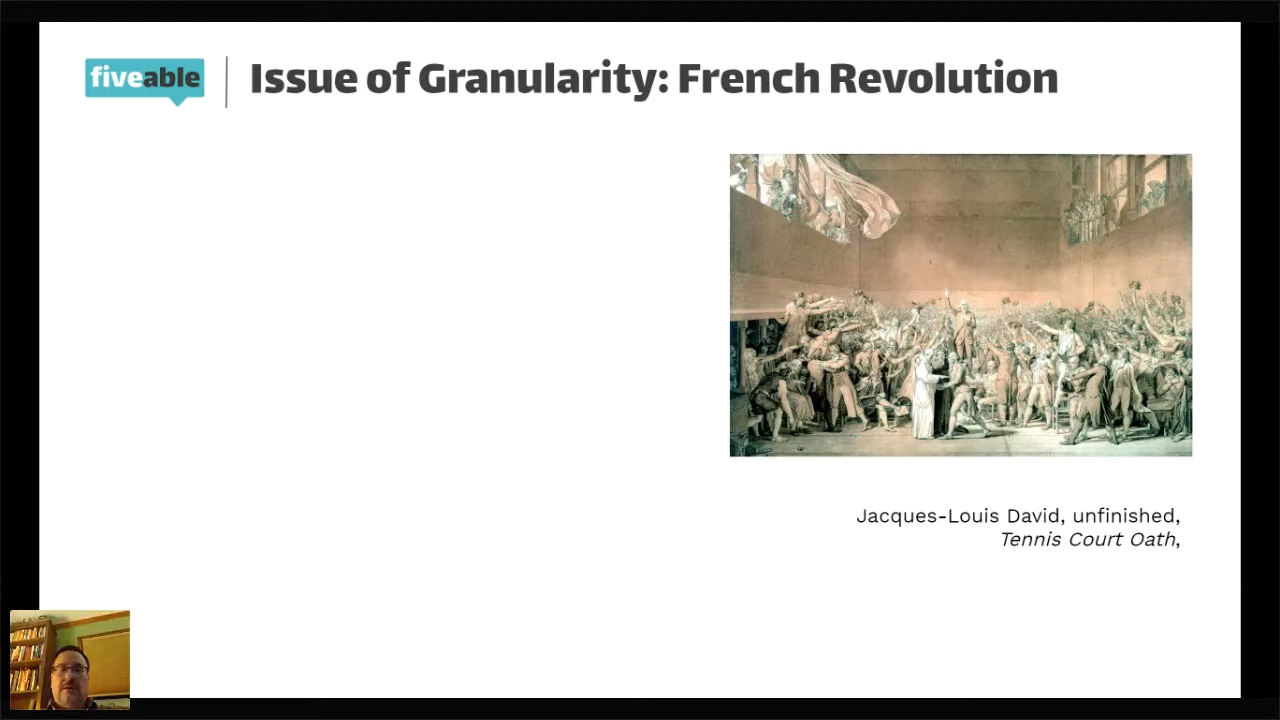 fiveable
Issue of Granularity: French Revolution
Jacques-Louis David, unfinished,
Tennis Court Oath,